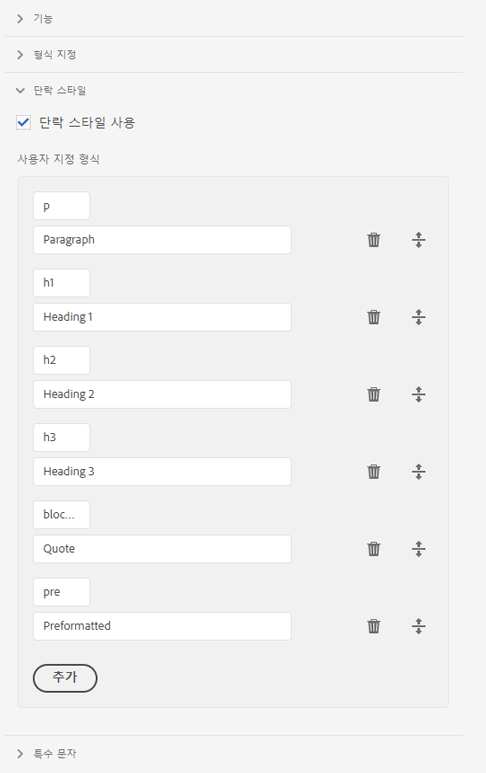 기능
형식 지정
단락 스타일
단락 스타일 사용
사용자 지정 형식
p
Paragraph
h1
Heading 1
h2
Heading 2
h3
Heading 3
bloc...
Quote
pre
Preformatted
추가
특수 문자